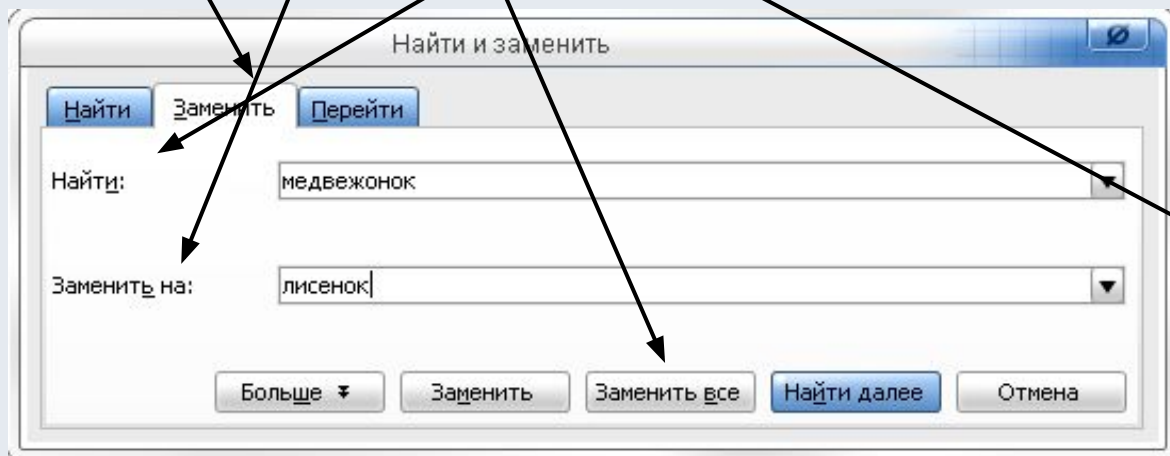 Найти и заменить
Найти Заменить Перейти
Найти: медвежонок
Заменить на: лисенок
Больше Заменить Заменить все Найти далее Отмена